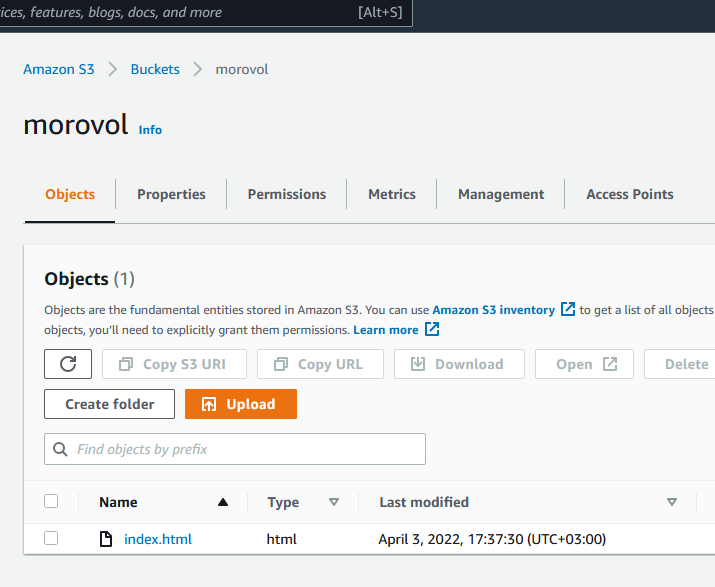 ices, features, blogs, docs, and more [Alt+S]
Amazon S3 > Buckets > morovol
morovol Info
Objects Properties Permissions Metrics Management Access Points
Objects (1)
Objects are the fundamental entities stored in Amazon S3. You can use Amazon S3 inventory to get a list of all objects
objects, you’ll need to explicitly grant them permissions. Learn more
Copy S3 URI Copy URL Download Open Delete
Create folder Upload
Find objects by prefix
Name Type Last modified
index.html html April 3, 2022, 17:37:30 (UTC+03:00)